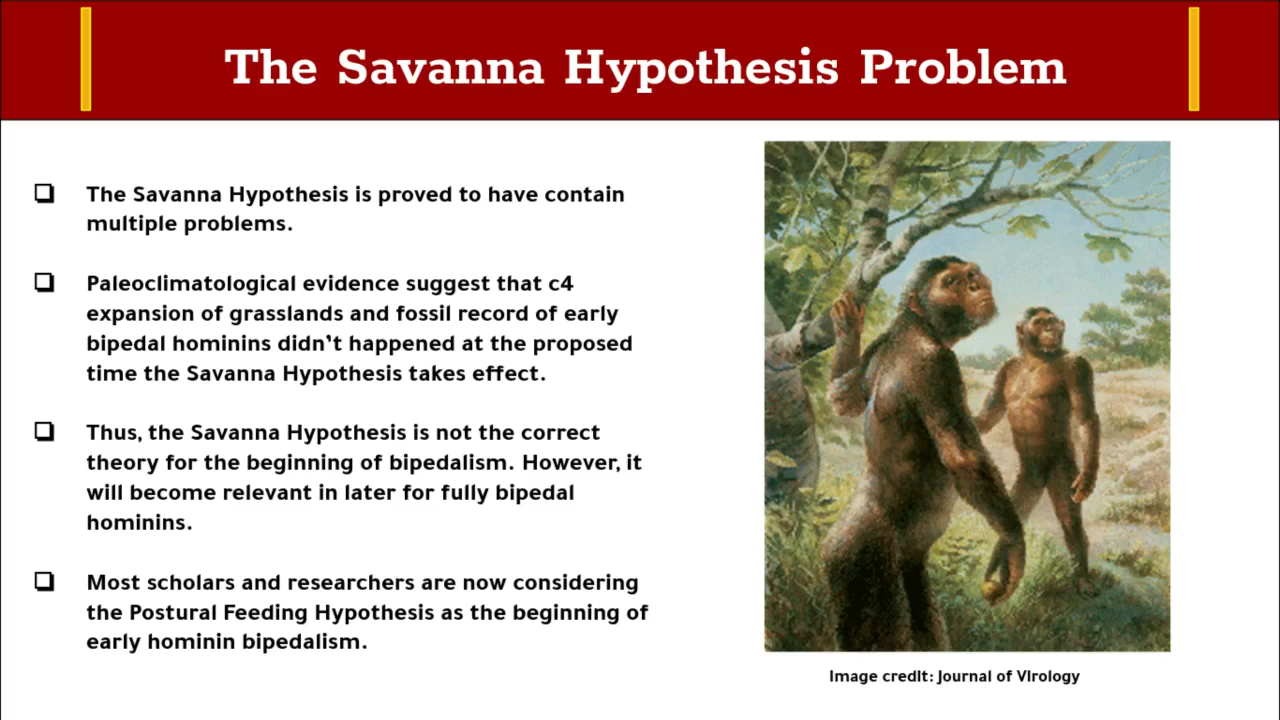 The Savanna Hypothesis Problem
The Savanna Hypothesis is proved to have contain
multiple problems.
Paleoclimatological evidence suggest that c4
expansion of grasslands and fossil record of early
bipedal hominins didn't happened at the proposed
time the Savanna Hypothesis takes effect.
Thus, the Savanna Hypothesis is not the correct
theory for the beginning of bipedalism. However, it
will become relevant in later for fully bipedal
hominins.
Most scholars and researchers are now considering
the Postural Feeding Hypothesis as the beginning of
early hominin bipedalism.
Image credit: Journal of Virology